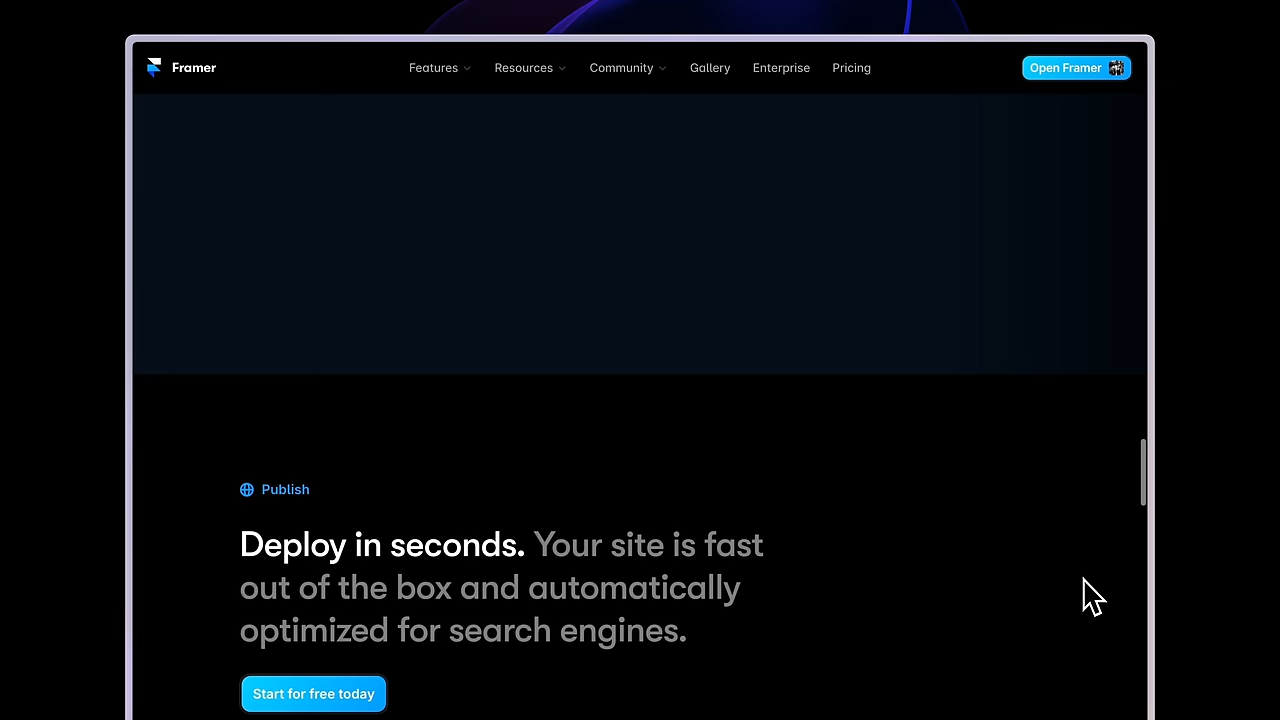 Framer
Features
Resources
Community
Gallery
Enterprise
Pricing
Open Framer
Publish
Deploy in seconds. Your site is fast
out of the box and automatically
optimized for search engines.
Start for free today